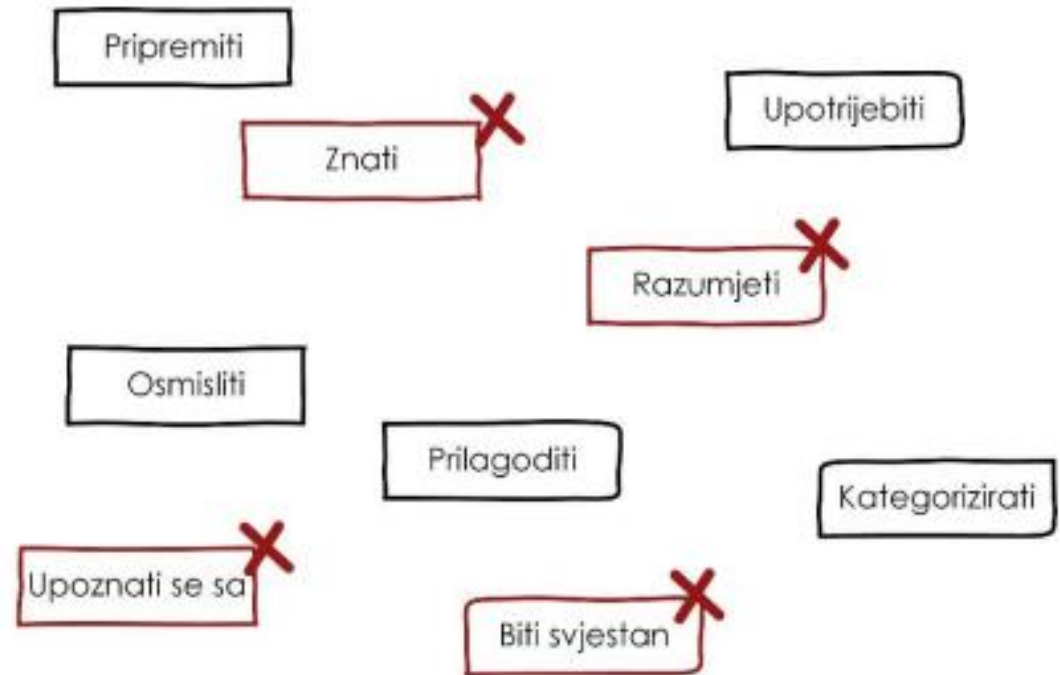 Pripremiti
Upotrijebiti
Znati
Razumjeti
Osmisliti
Prilagoditi
Kategorizirati
Upoznati se sa
Biti svjestan